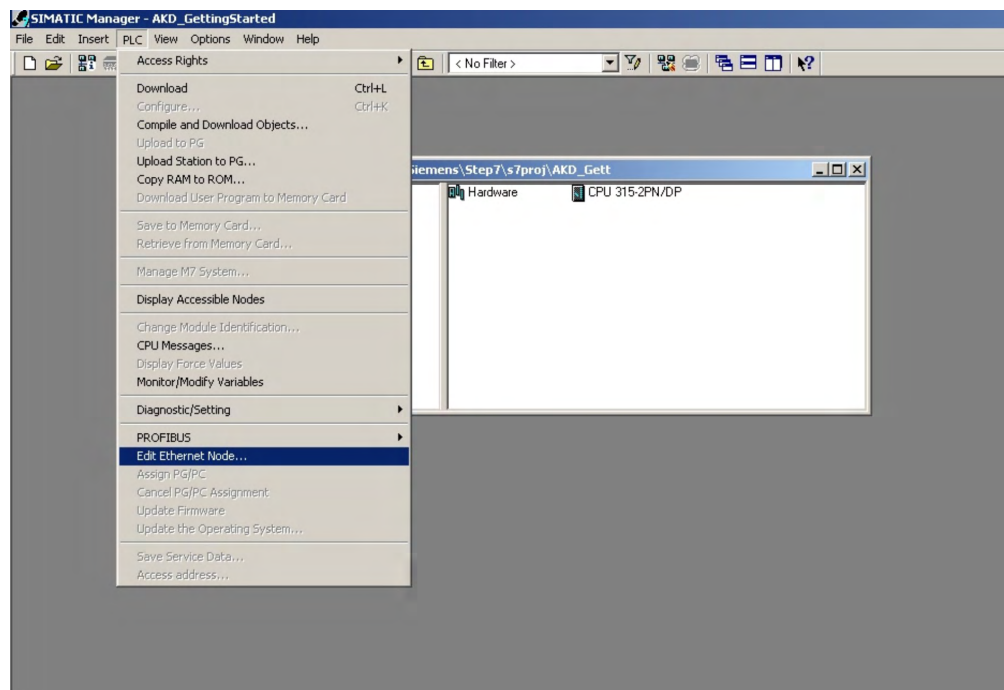 SIMATIC Manager - AKD_GettingStarted
File Edit Insert PLC View Options Window Help
< No Filter >
Access Rights
Download Ctrl+L
Configure... Ctrl+K
Compile and Download Objects...
Upload to PG
Upload Station to PG...
Copy RAM to ROM...
Download User Program to Memory Card
Save to Memory Card...
Retrieve from Memory Card...
Manage M7 System...
Display Accessible Nodes
Change Module Identification...
CPU Messages...
Display Force Values
Monitor/Modify Variables
Diagnostic/Setting
PROFIBUS
Edit Ethernet Node...
Assign PG/PC
Cancel PG/PC Assignment
Update Firmware
Update the Operating System...
Save Service Data...
Access address...
Siemens\Step7\s7proj\AKD_Gett
Hardware CPU 315-2PN/DP